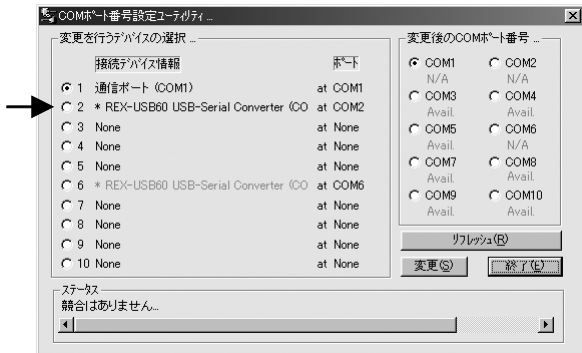 COMﾎﾟｰﾄ番号設定ﾕｰﾃｨﾘﾃｨ ...
変更を行うﾃﾞﾊﾞｲｽの選択 ...
接続ﾃﾞﾊﾞｲｽ情報 ﾎﾟｰﾄ
1 通信ポート (COM1) at COM1
2 * REX-USB60 USB-Serial Converter (CO at COM2
3 None at None
4 None at None
5 None at None
6 * REX-USB60 USB-Serial Converter (CO at COM6
7 None at None
8 None at None
9 None at None
10 None at None
変更後のCOMﾎﾟｰﾄ番号 ...
COM1 COM2
N/A N/A
COM3 COM4
Avail. Avail.
COM5 COM6
Avail. N/A
COM7 COM8
Avail. Avail.
COM9 COM10
Avail. Avail.
ﾘﾌﾚｯｼｭ(R)
変更(S) 終了(E)
ｽﾃｰﾀｽ
競合はありません...